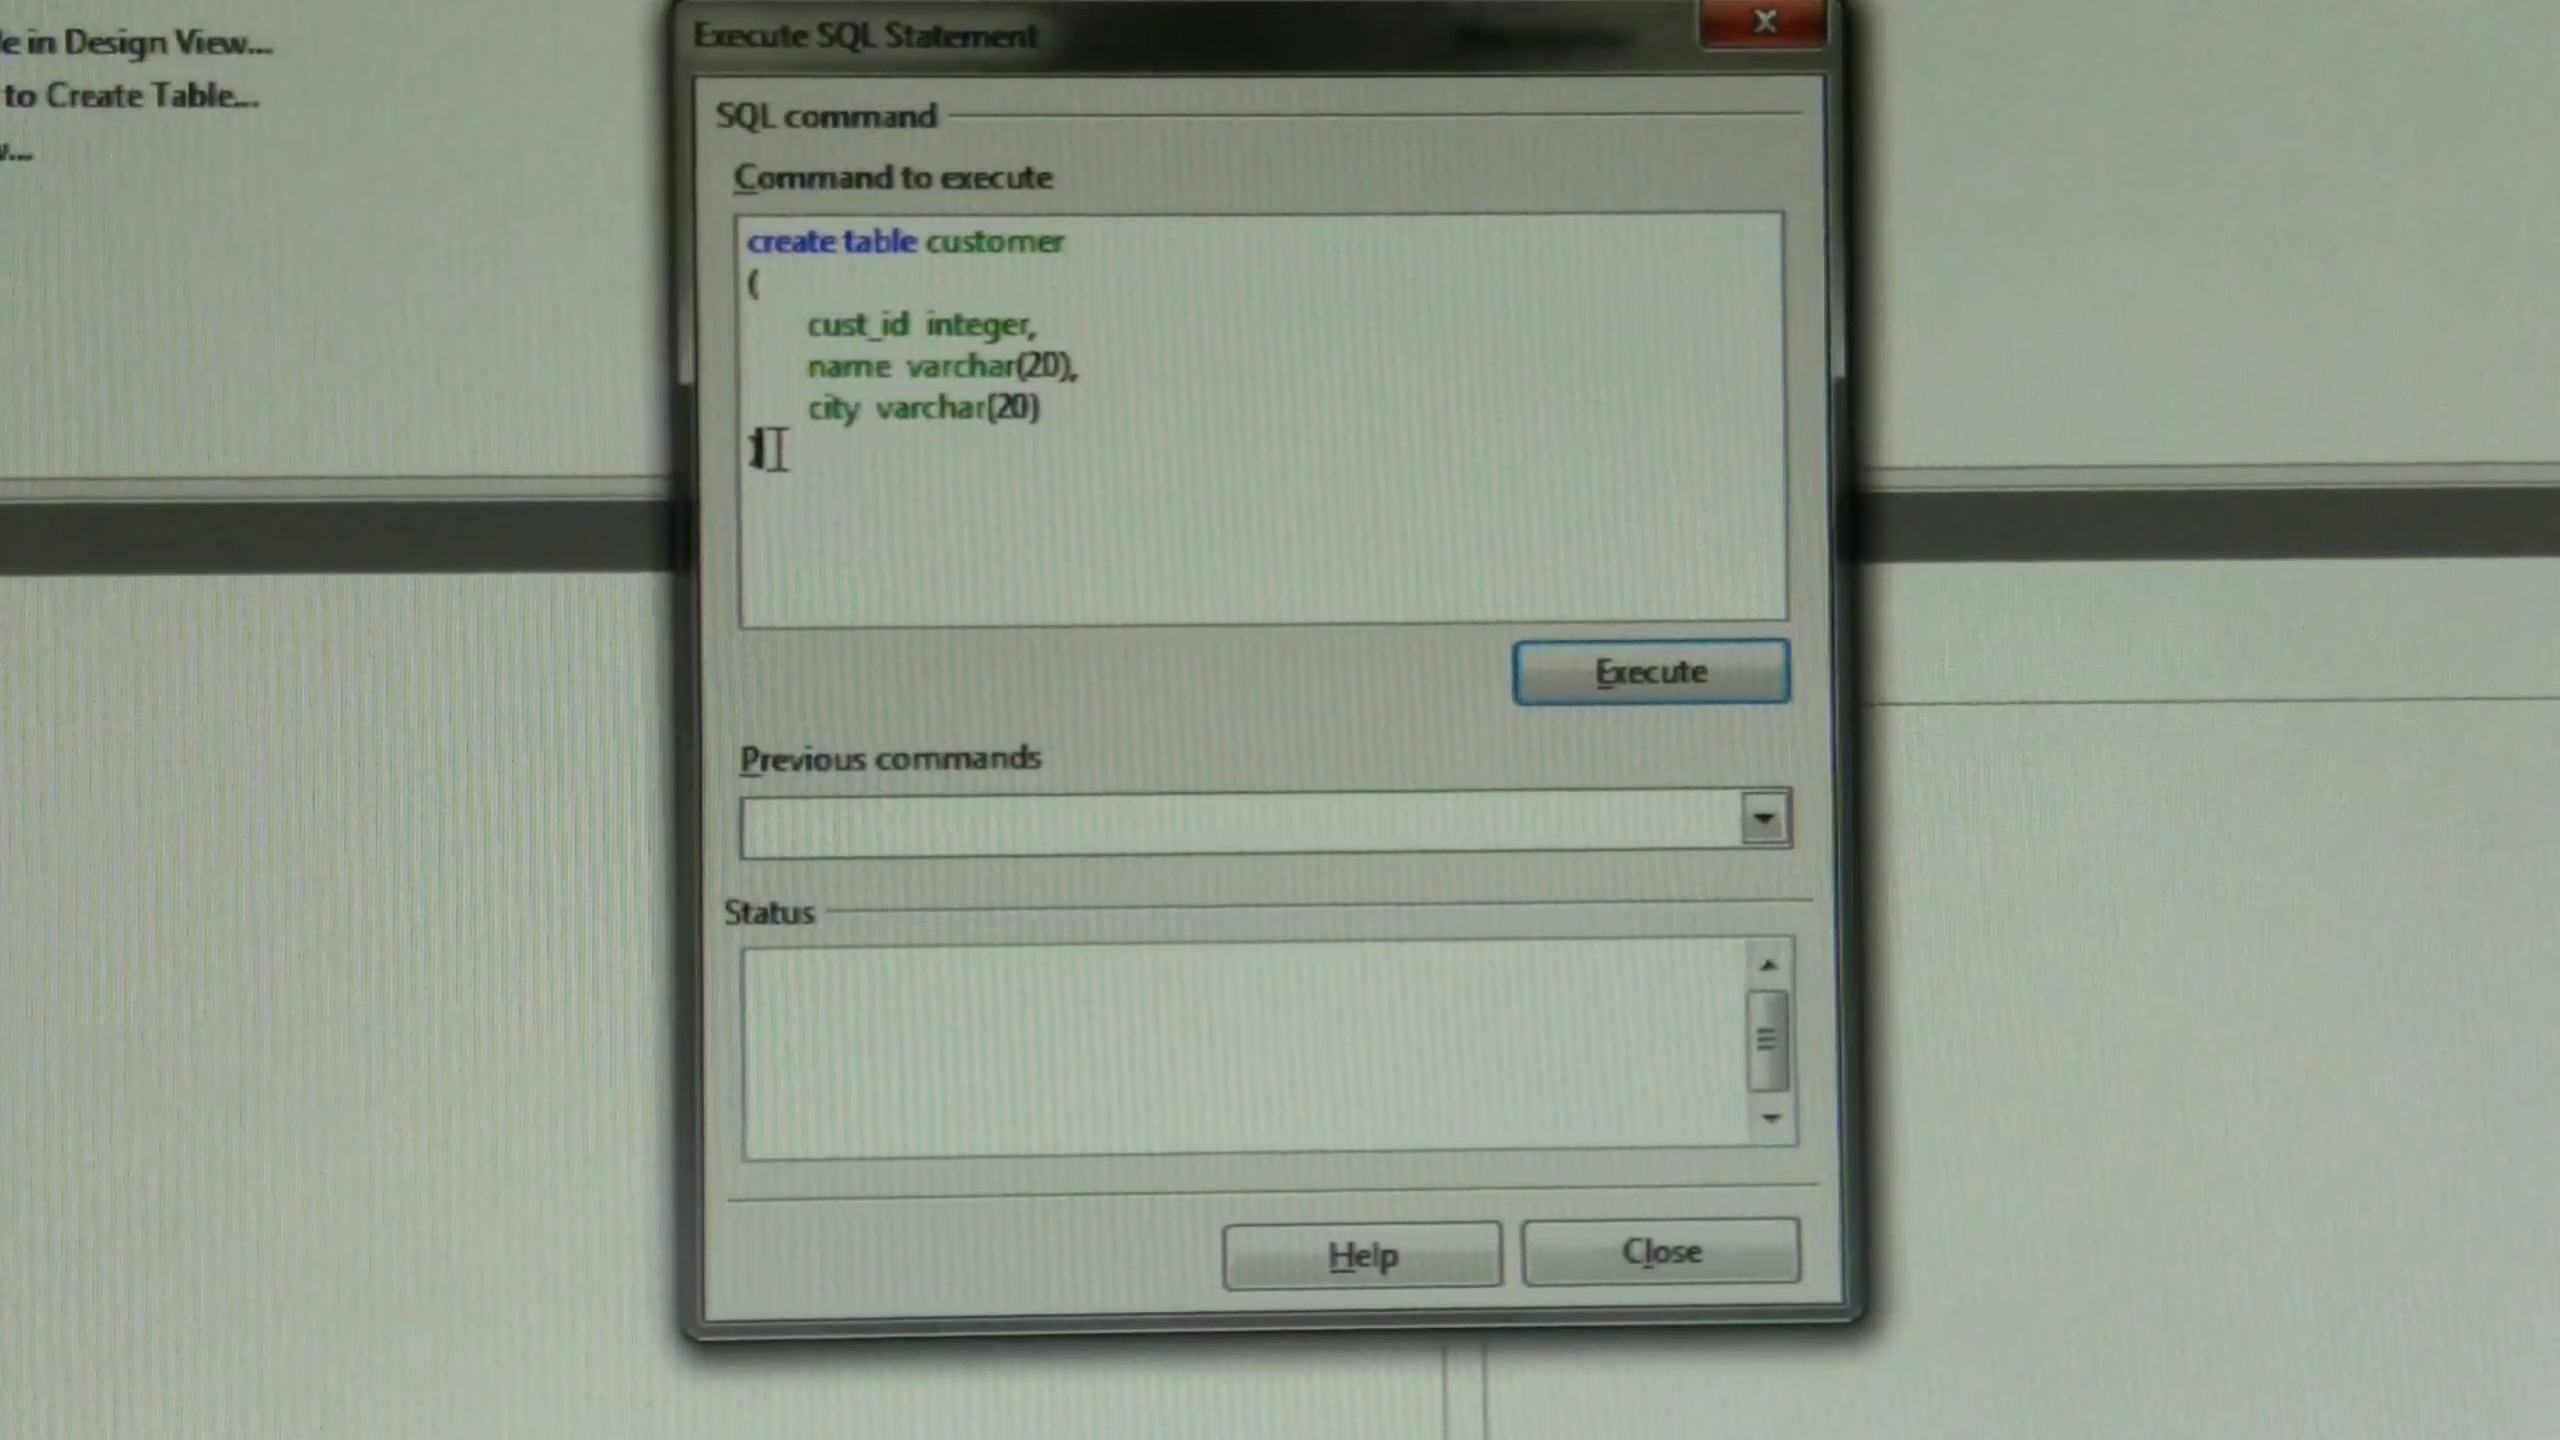 Execute SQL Statement
e in Design View...
to Create Table...
SQL command
Command to execute
create table customer
(
cust_id integer,
name varchar(20),
city varchar(20)
Execute
Previous commands
Status
Help
Close